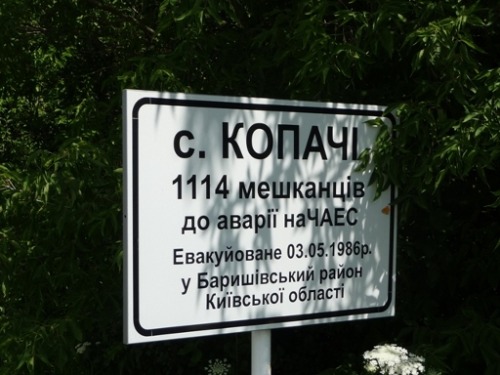 с. КОПАЧІ
1114 мешканців
до аварії наЧАЕС
Евакуйоване 03.05.1986р.
у Баришівський район
Київської області